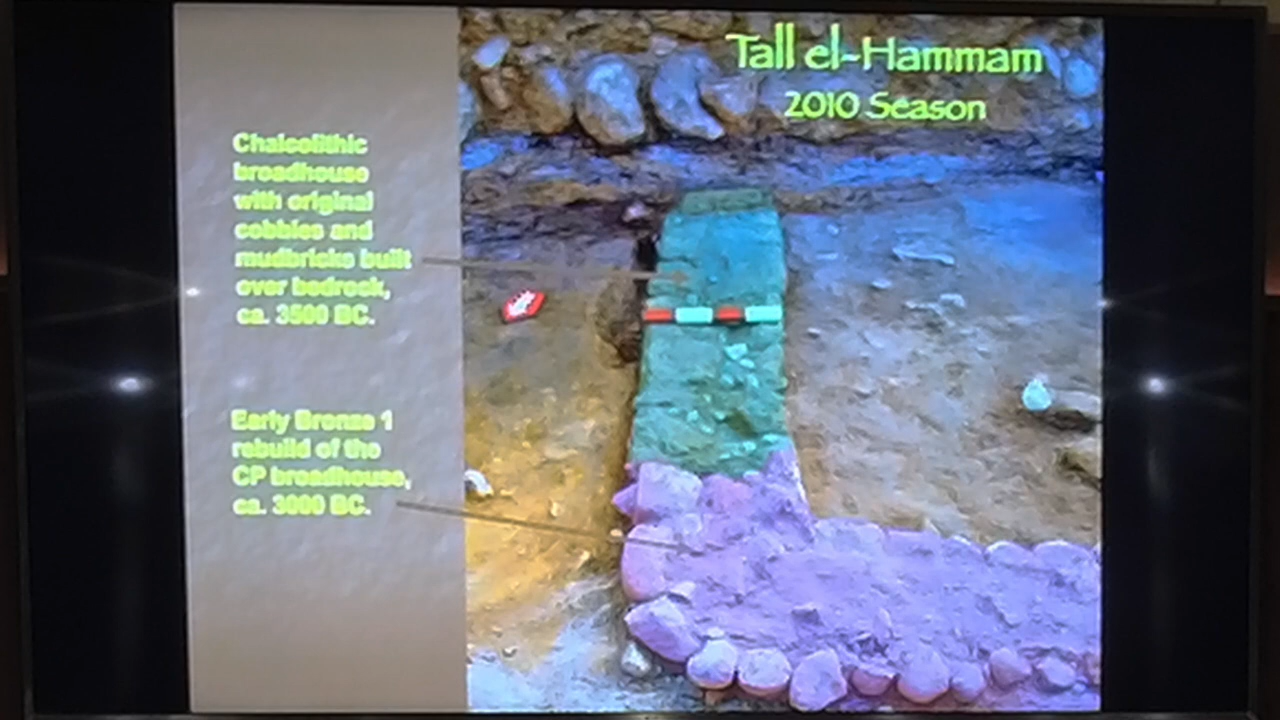 Tall el-Hammam
2010 Season
Chalcolithic
broadhouse
with original
cobbles and
mudbricks built
over bedrock,
ca. 3500 BC.
Early Bronze 1
rebuild of the
CP broadhouse,
ca. 3000 BC.